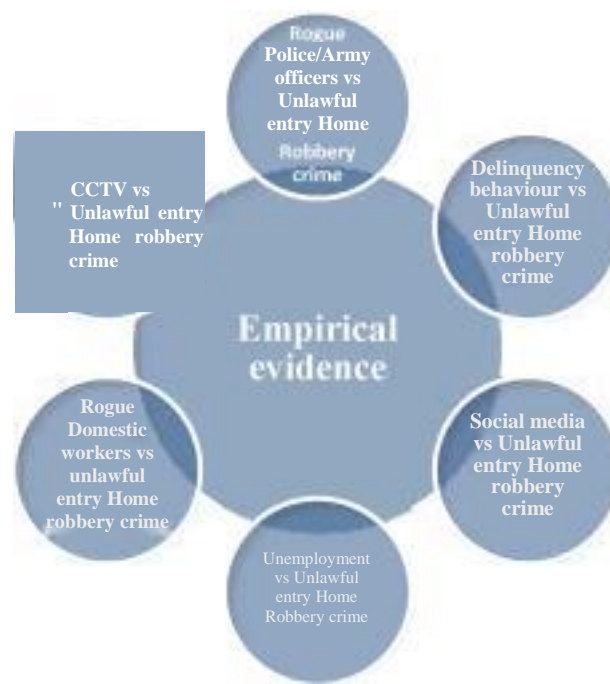 Rogue
Police/Army
officers vs
Unlawful
entry Home
Robbery
crime
Delinquency
behaviour vs
Unlawful
entry Home
robbery
crime
Social media
vs Unlawful
entry Home
robbery
crime
Unemployment
vs Unlawful
entry Home
Robbery crime
Rogue
Domestic
workers vs
unlawful
entry Home
robbery crime
CCTV vs
" Unlawful entry
Home robbery
crime
Empirical
evidence